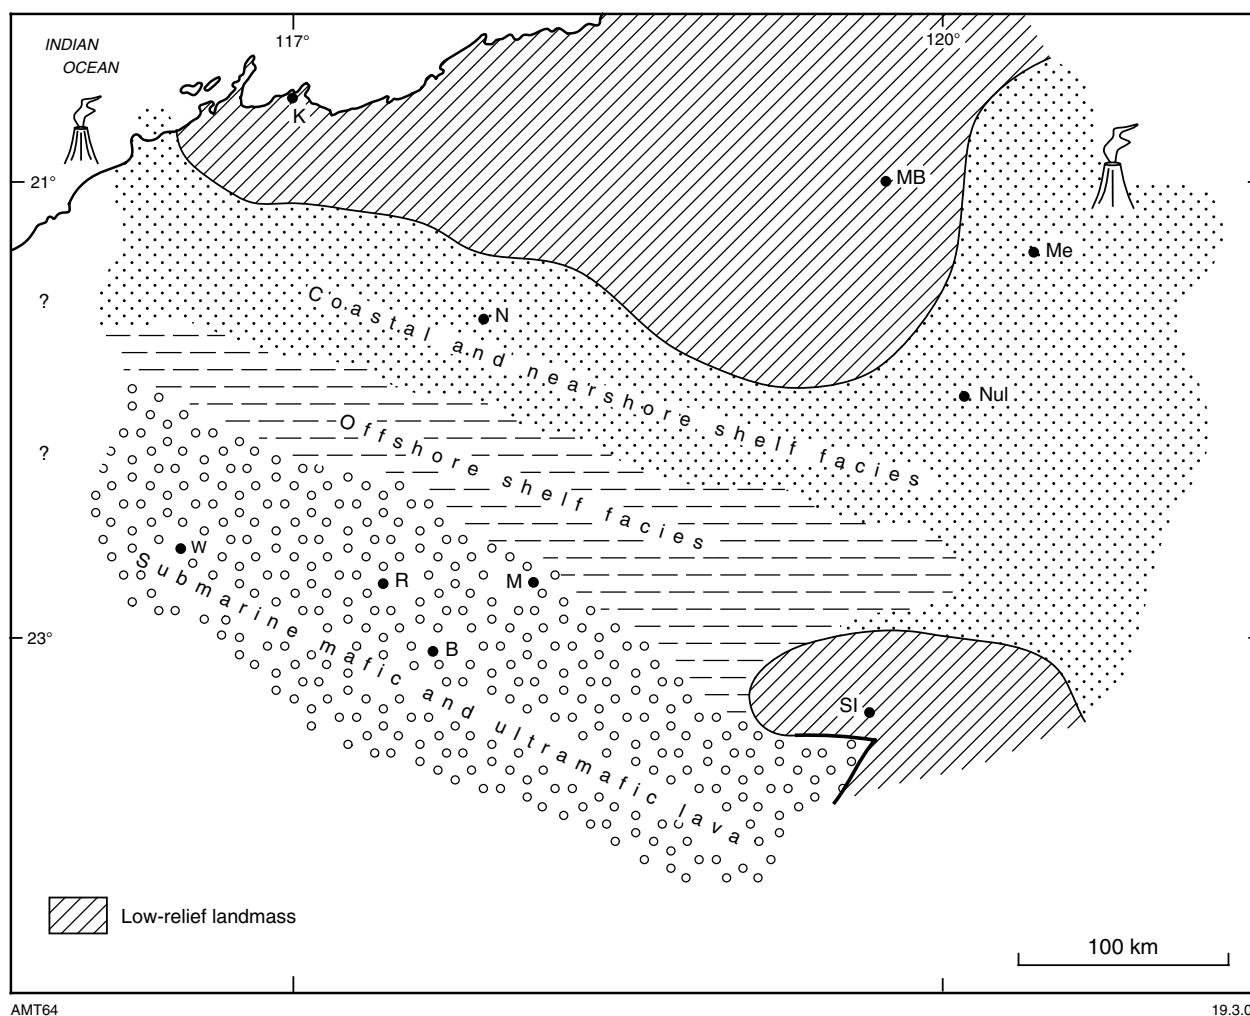 INDIAN
OCEAN
117°
120°
K
21°
MB
Me
?
N
Coastal and nearshore shelf facies
Nul
Offshore shelf facies
?
W
Submarine mafic and ultramafic lava
R
M
23°
B
SI
Low-relief landmass
100 km
AMT64
19.3.0